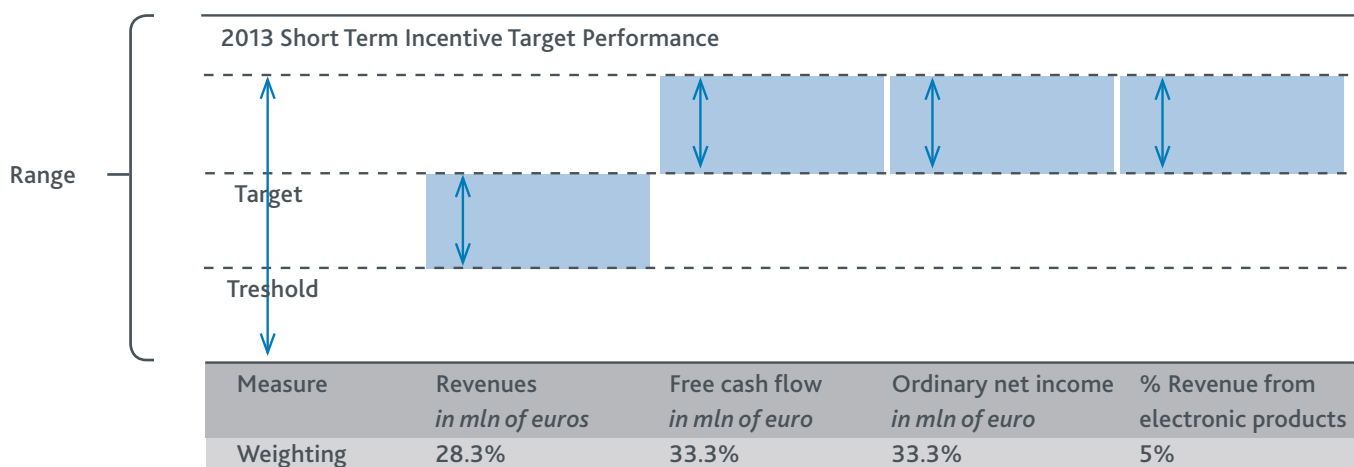 2013 Short Term Incentive Target Performance
Range
Target
Treshold
Measure Revenues Free cash flow Ordinary net income % Revenue from
in mln of euros in mln of euro in mln of euro electronic products
Weighting 28.3% 33.3% 33.3% 5%